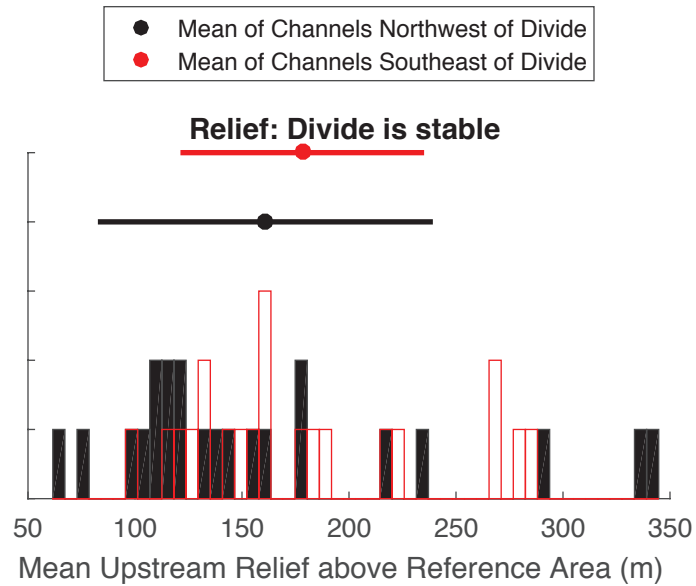 Mean of Channels Northwest of Divide
Mean of Channels Southeast of Divide
Relief: Divide is stable
50 100 150 200 250 300 350
Mean Upstream Relief above Reference Area (m)